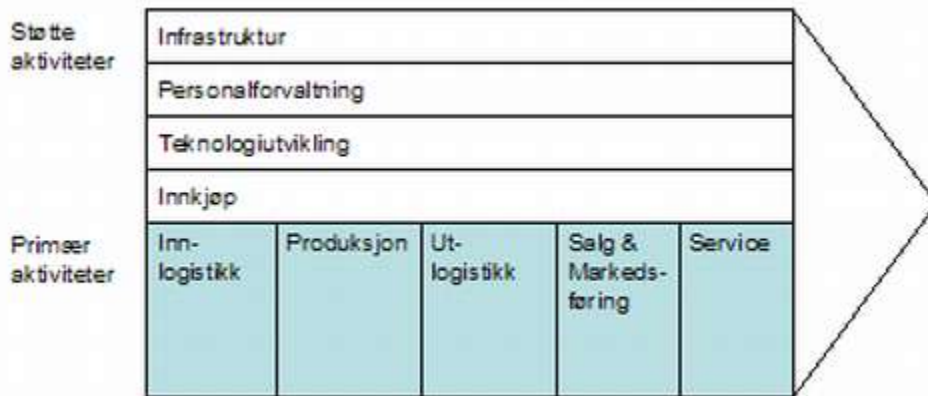 Støtte
aktiviteter
Infrastruktur
Personalforvaltning
Teknologiutvikling
Innkjøp
Primær
aktiviteter
Inn-
logistikk
Produksjon
Ut-
logistikk
Salg &
Markeds-
føring
Service